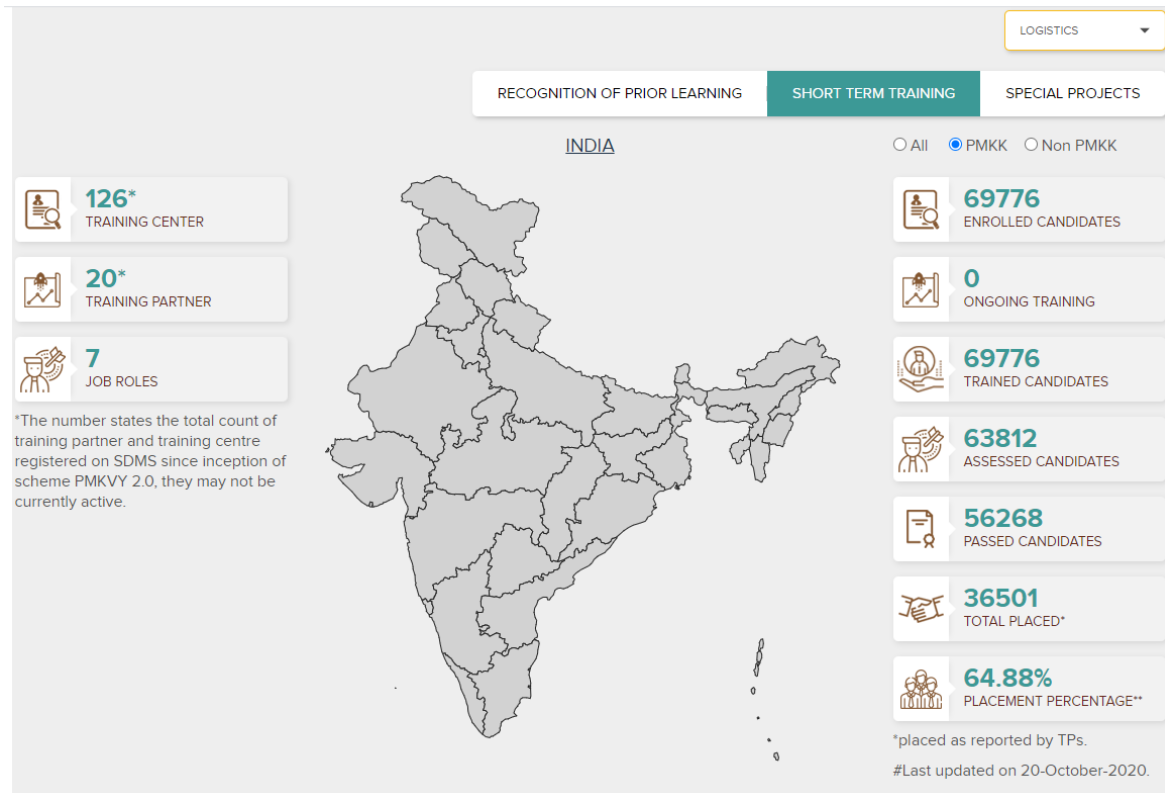 LOGISTICS
RECOGNITION OF PRIOR LEARNING
SHORT TERM TRAINING
SPECIAL PROJECTS
INDIA
All
PMKK
Non PMKK
126*
TRAINING CENTER
20*
TRAINING PARTNER
7
JOB ROLES
*The number states the total count of
training partner and training centre
registered on SDMS since inception of
scheme PMKVY 2.0, they may not be
currently active.
69776
ENROLLED CANDIDATES
0
ONGOING TRAINING
69776
TRAINED CANDIDATES
63812
ASSESSED CANDIDATES
56268
PASSED CANDIDATES
36501
TOTAL PLACED*
64.88%
PLACEMENT PERCENTAGE**
*placed as reported by TPs.
#Last updated on 20-October-2020.